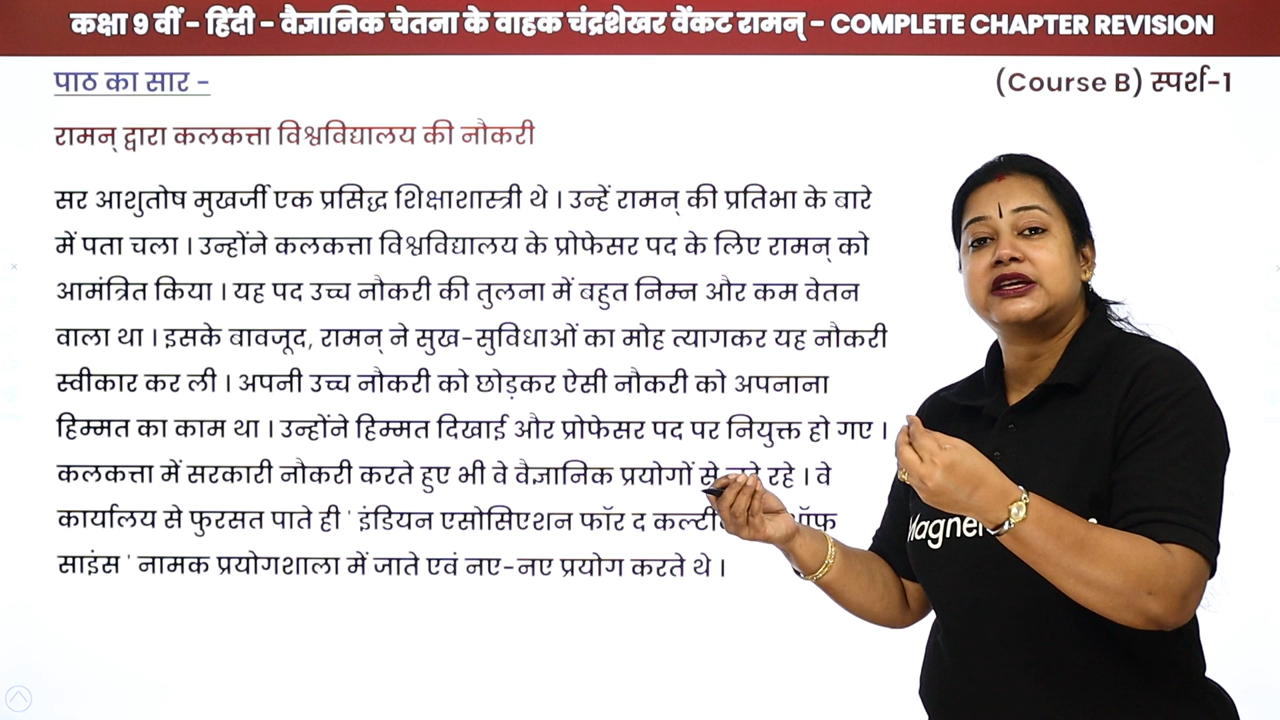 कक्षा 9 वीं - हिंदी - वैज्ञानिक चेतना के वाहक चंद्रशेखर वेंकट रामन् - COMPLETE CHAPTER REVISION
पाठ का सार -
(Course B) स्पर्श-1
रामन् द्वारा कलकत्ता विश्वविद्यालय की नौकरी
सर आशुतोष मुखर्जी एक प्रसिद्ध शिक्षाशास्त्री थे । उन्हें रामन् की प्रतिभा के बारे
में पता चला । उन्होंने कलकत्ता विश्वविद्यालय के प्रोफेसर पद के लिए रामन् को
आमंत्रित किया । यह पद उच्च नौकरी की तुलना में बहुत निम्न और कम वेतन
वाला था । इसके बावजूद, रामन् ने सुख-सुविधाओं का मोह त्यागकर यह नौकरी
स्वीकार कर ली । अपनी उच्च नौकरी को छोड़कर ऐसी नौकरी को अपनाना
हिम्मत का काम था । उन्होंने हिम्मत दिखाई और प्रोफेसर पद पर नियुक्त हो गए ।
कलकत्ता में सरकारी नौकरी करते हुए भी वे वैज्ञानिक प्रयोगों से रहे । वे
कार्यालय से फुरसत पाते ही ' इंडियन एसोसिएशन फॉर द ऑफ
साइंस ' नामक प्रयोगशाला में जाते एवं नए-नए प्रयोग करते थे ।